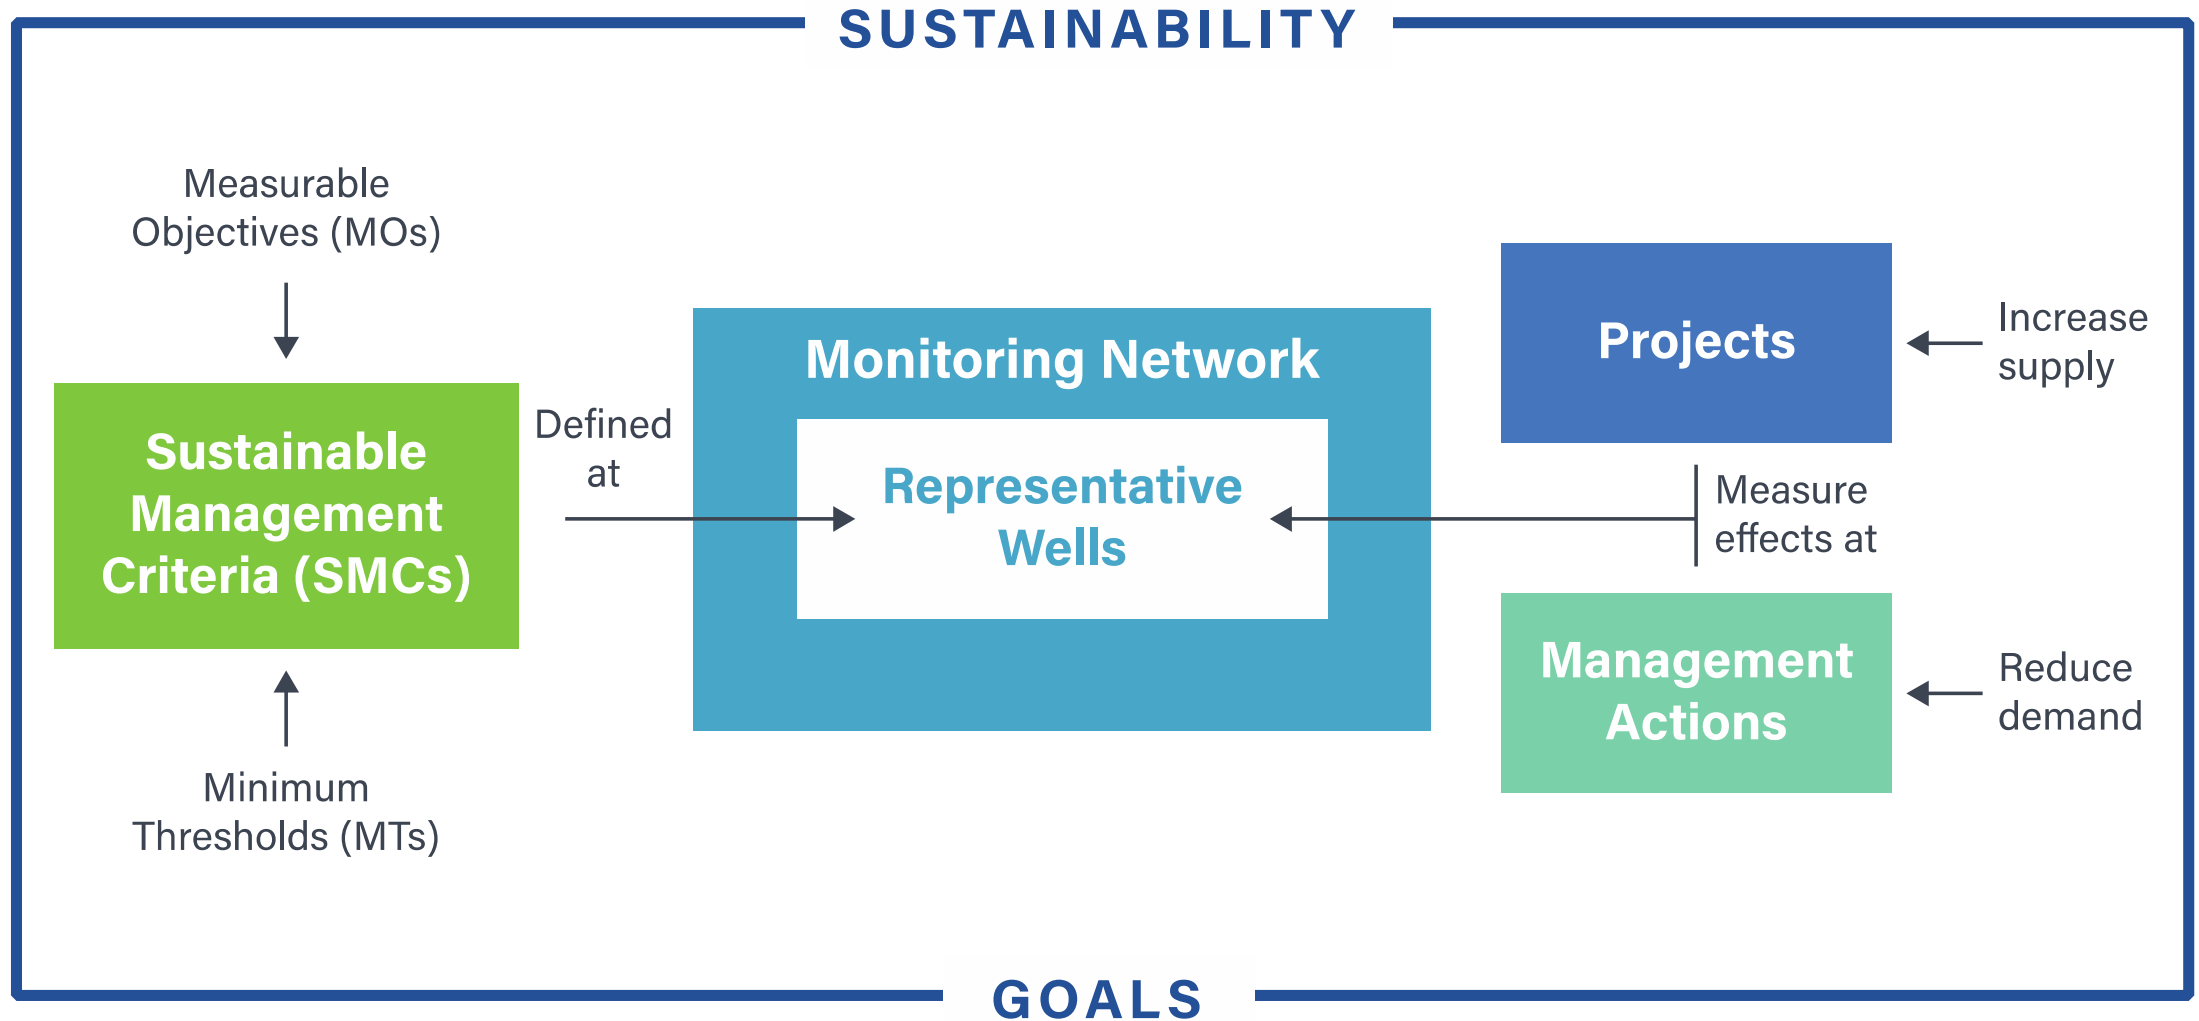 SUSTAINABILITY
Measurable
Objectives (MOs)
Sustainable
Management
Criteria (SMCs)
Minimum
Thresholds (MTs)
Defined
at
Monitoring Network
Representative
Wells
Projects
Increase
supply
Measure
effects at
Management
Actions
Reduce
demand
GOALS